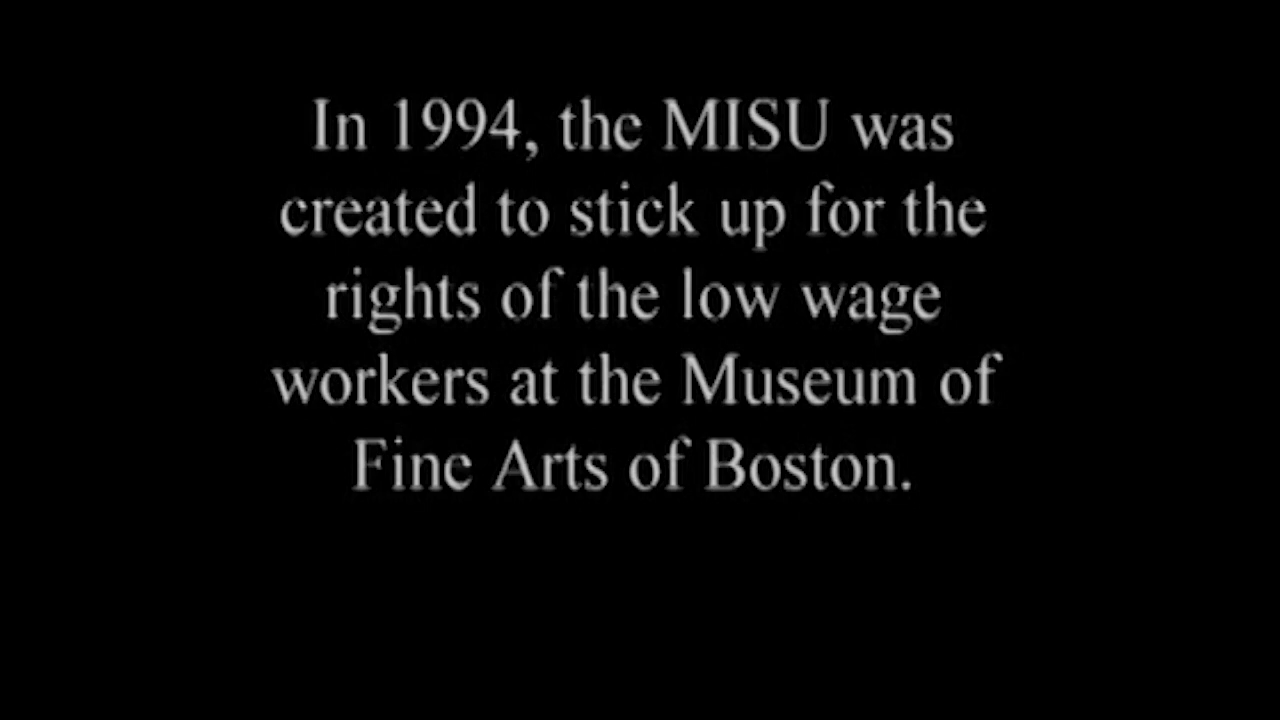 In 1994, the MISU was
created to stick up for the
rights of the low wage
workers at the Museum of
Fine Arts of Boston.